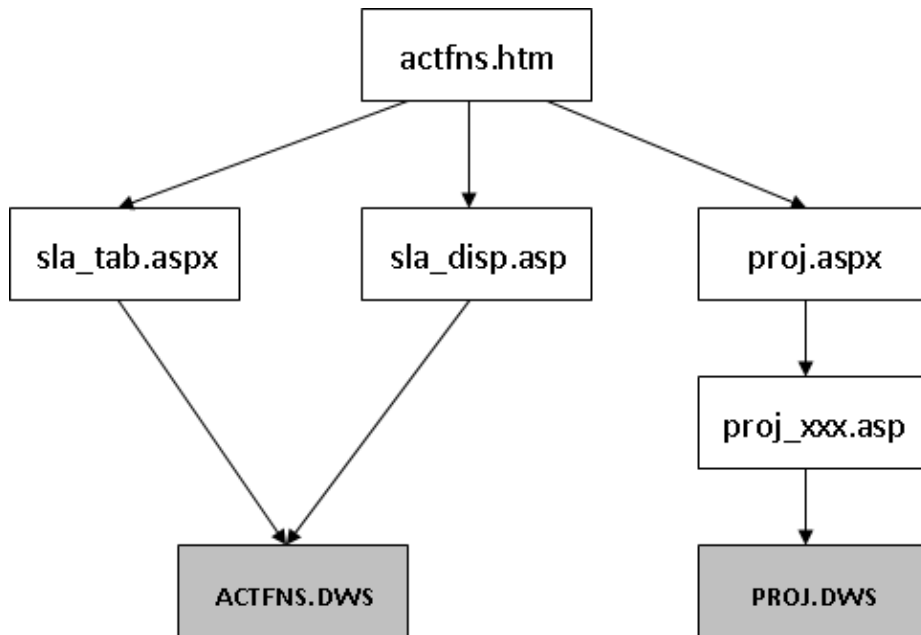 actfns.htm
sla_tab.aspx
sla_disp.asp
proj.aspx
proj_xxx.asp
ACTFNS.DWS
PROJ.DWS